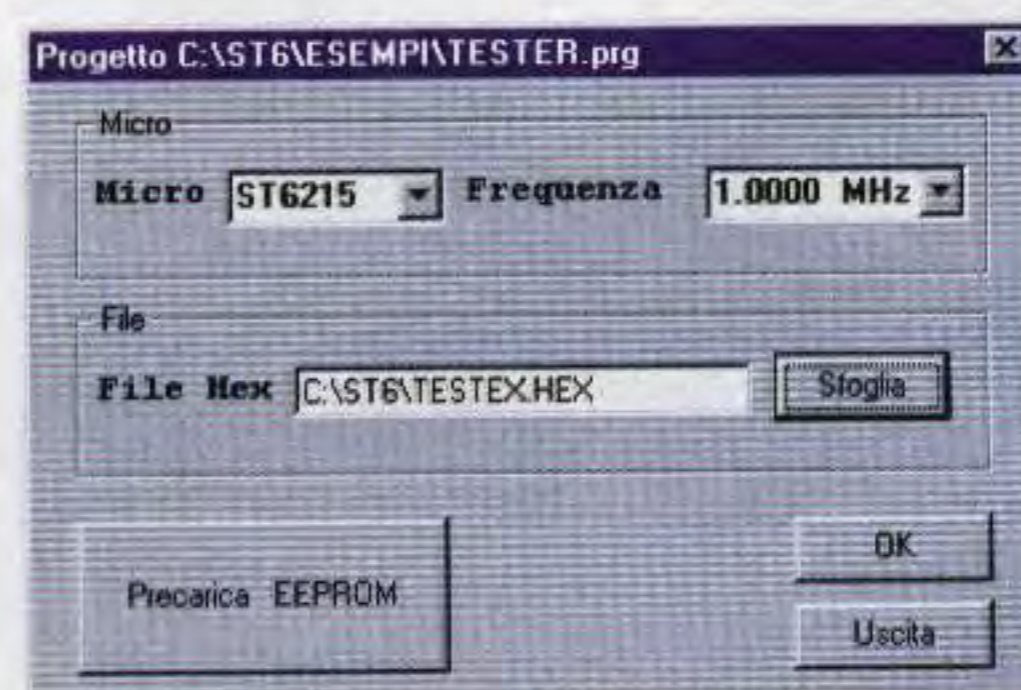 Progetto C:\ST6\ESEMPI\TESTER.prg
Micro
Micro ST6215 Frequenza 1.0000 MHz
File
File Hex C:\ST6\TESTEX.HEX Sfoglia
Precarica EEPROM
OK
Uscita